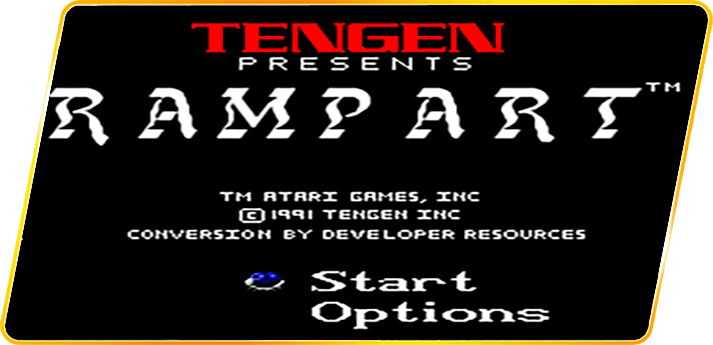 TENGEN
PRESENTS
RAMPART™
TM ATARI GAMES, INC
© 1991 TENGEN INC
CONVERSION BY DEVELOPER RESOURCES
Start
Options